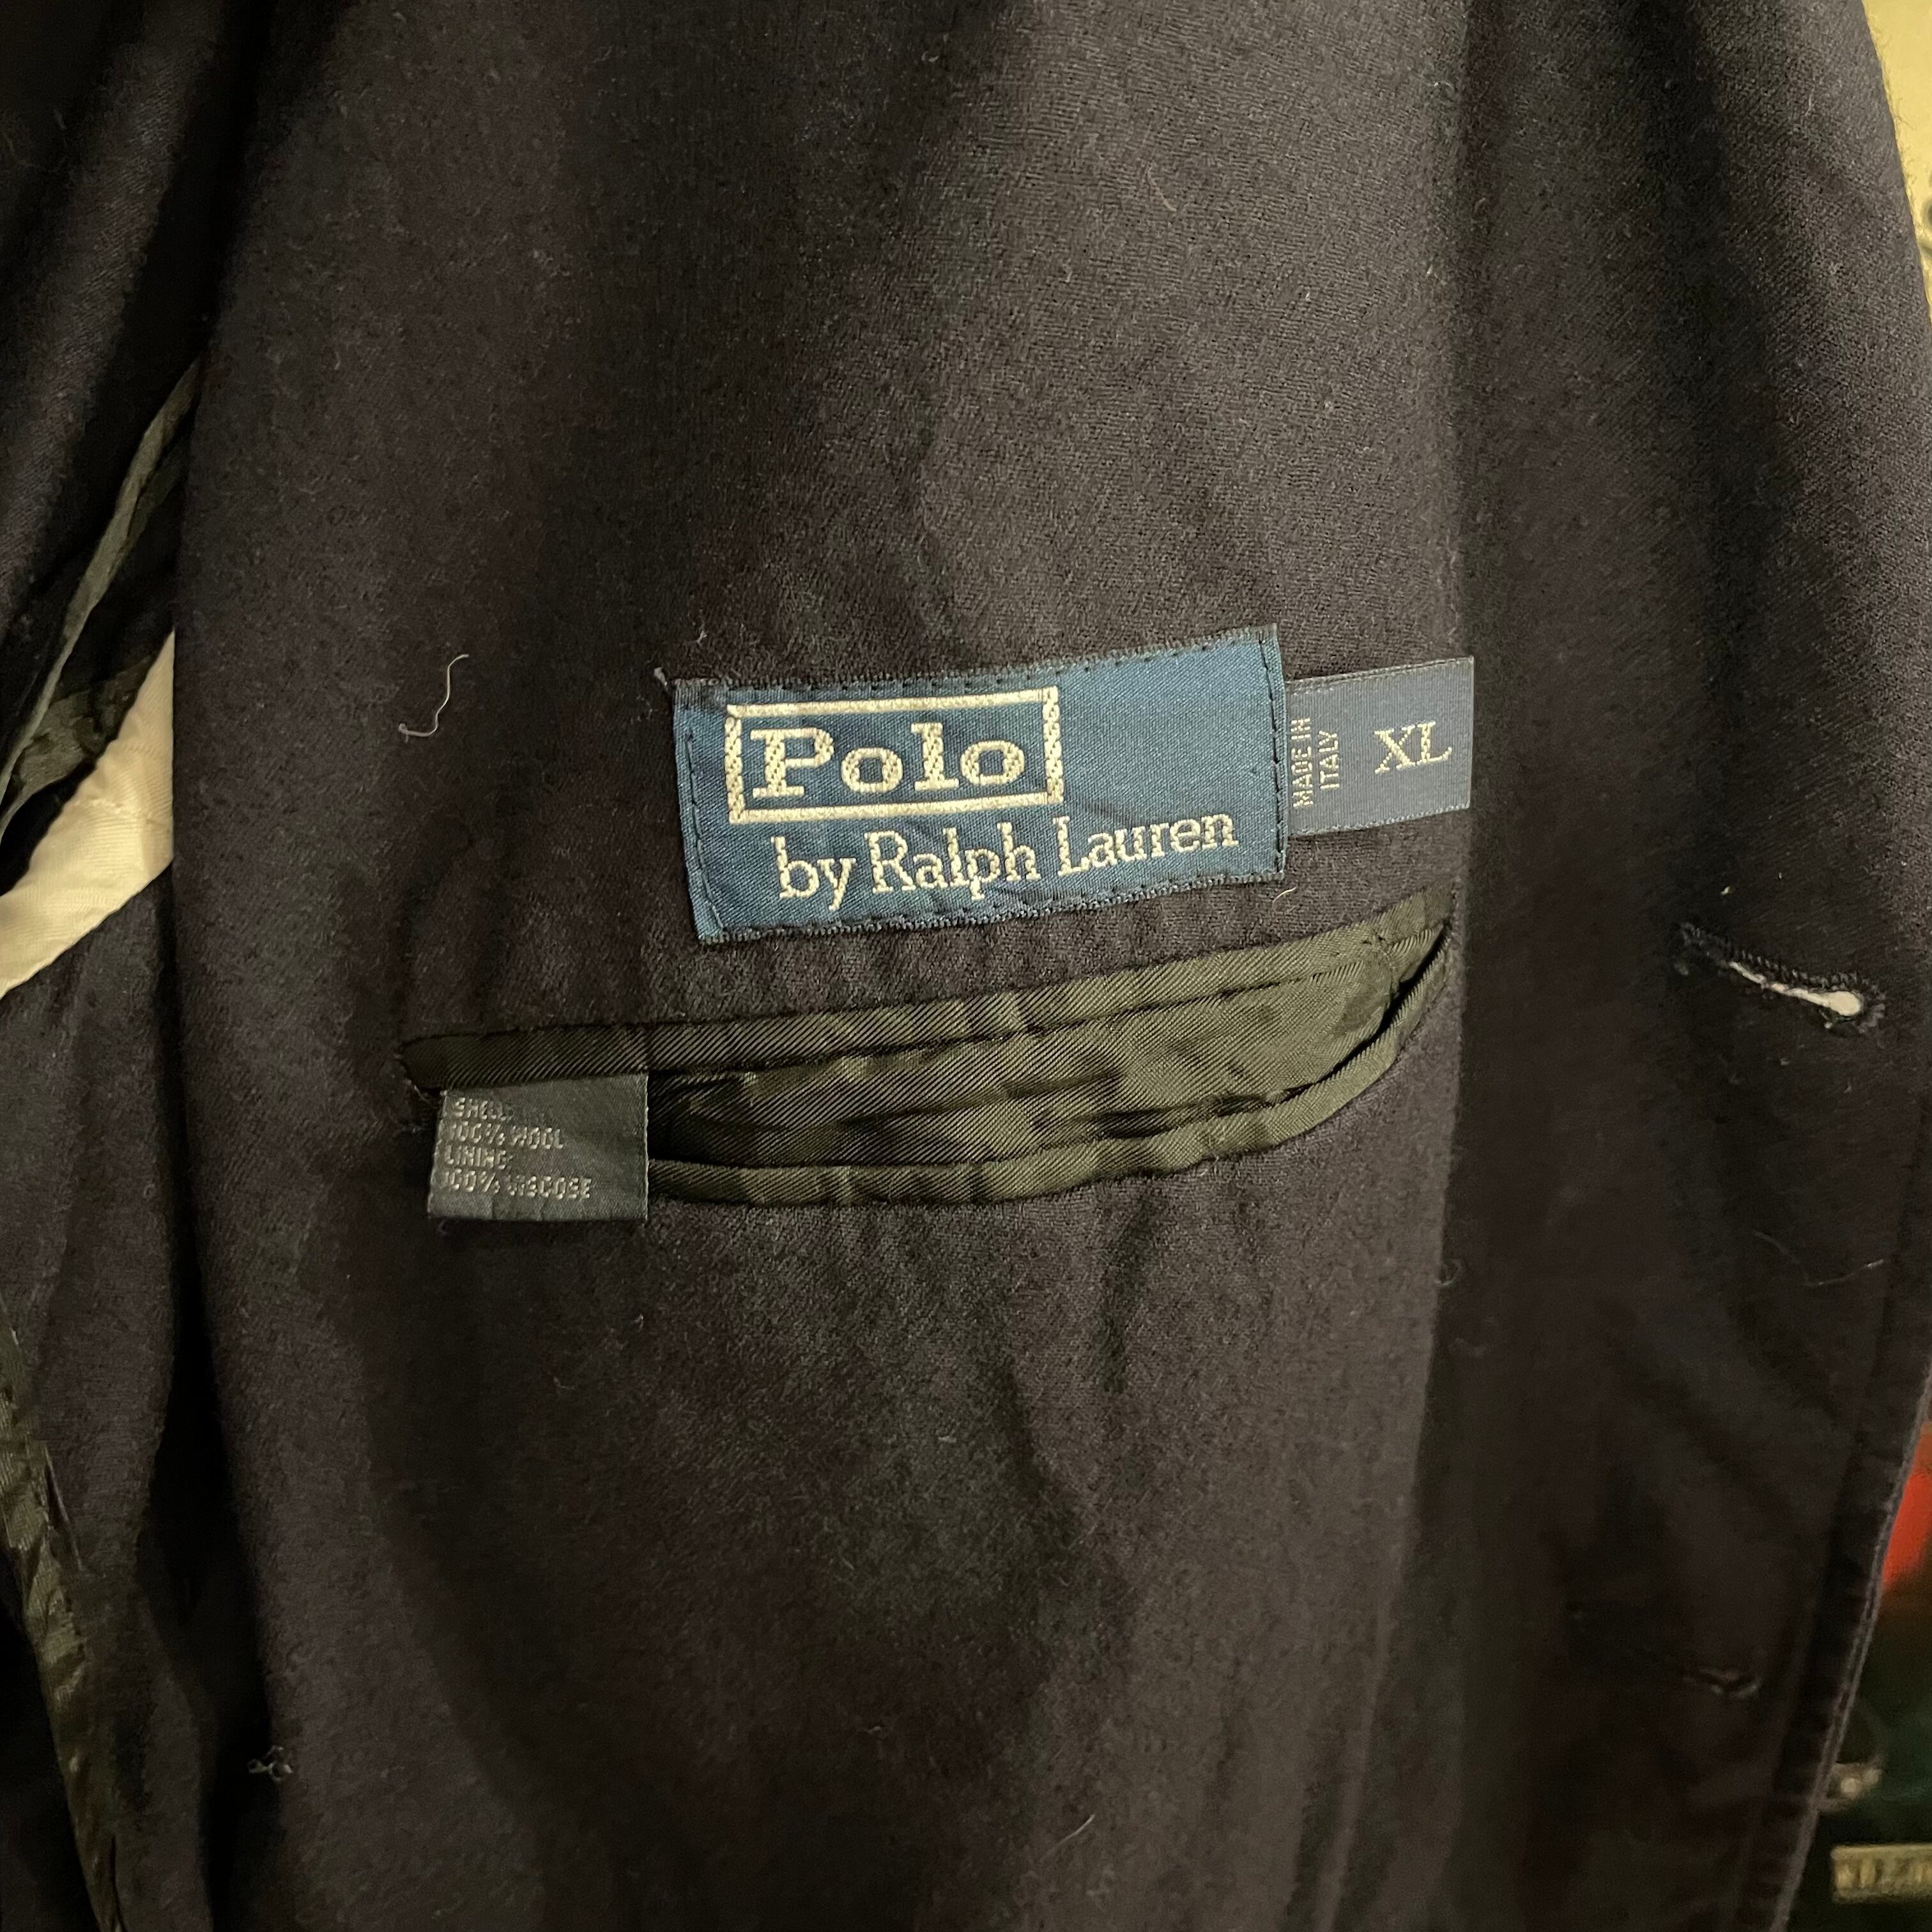 Polo
by Ralph Lauren
MADE IN
ITALY
XL
SHELL:
100% WOOL
LINING:
100% VISCOSE